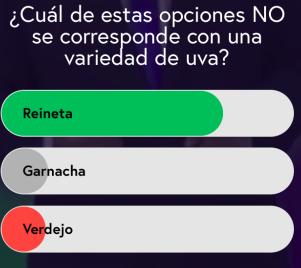 ¿Cuál de estas opciones NO
se corresponde con una
variedad de uva?
Reineta
Garnacha
Verdejo